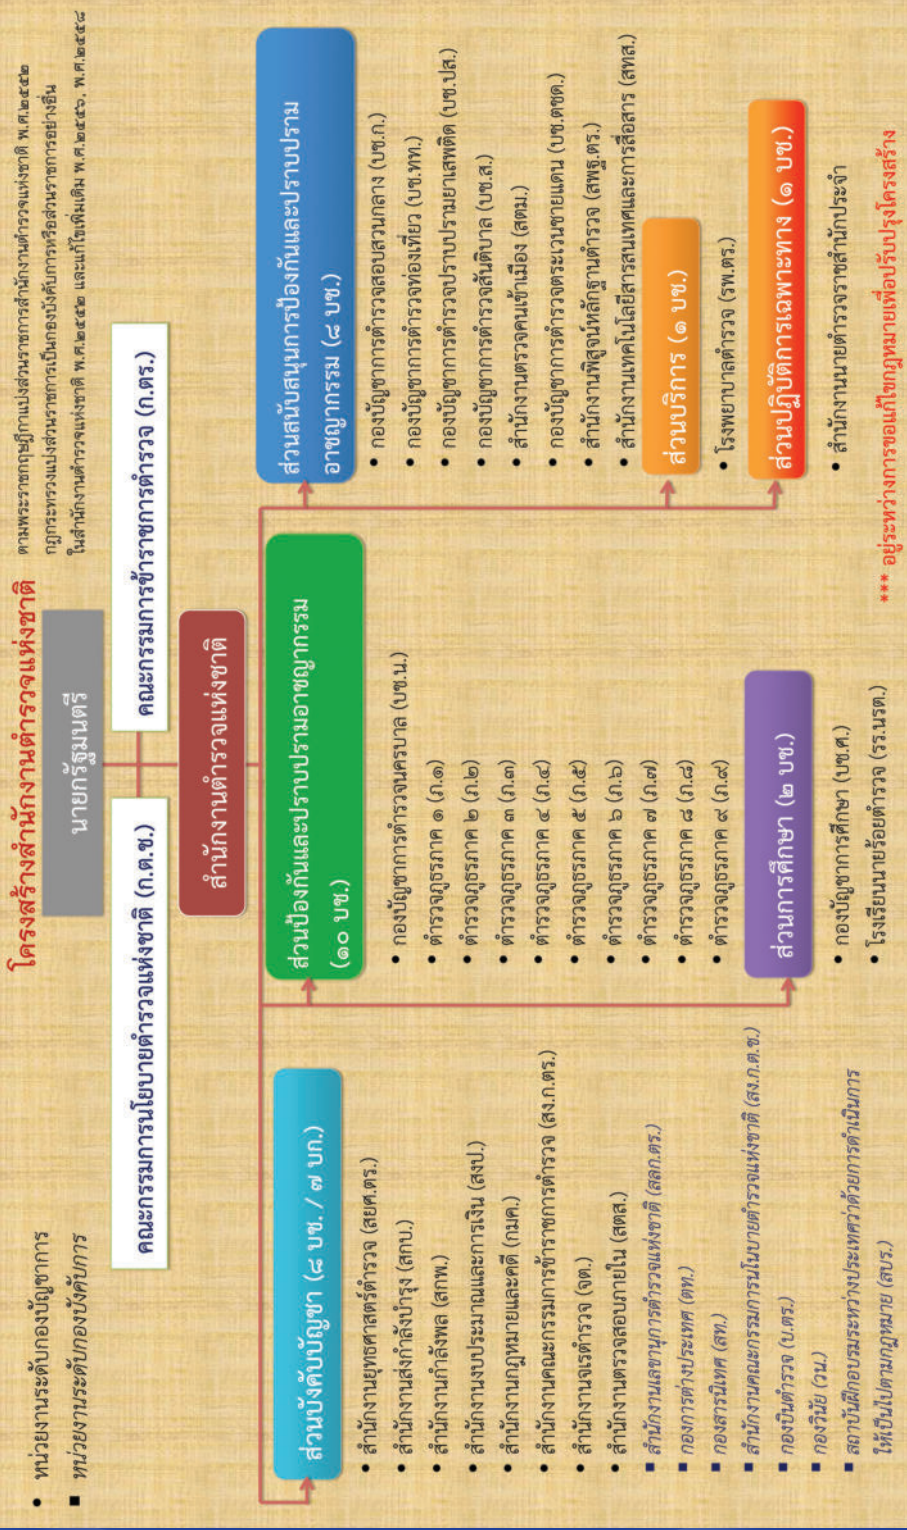 โครงสร้างสำนักงานตำรวจแห่งชาติ
ตามพระราชกฤษฎีกาแบ่งส่วนราชการสำนักงานตำรวจแห่งชาติ พ.ศ.๒๕๕๒
กฎกระทรวงแบ่งส่วนราชการเป็นกองบังคับการหรือส่วนราชการอย่างอื่น
ในสำนักงานตำรวจแห่งชาติ พ.ศ.๒๕๕๒ และแก้ไขเพิ่มเติม พ.ศ.๒๕๕๖, พ.ศ.๒๕๕๘
• หน่วยงานระดับกองบัญชาการ
▪ หน่วยงานระดับกองบังคับการ
นายกรัฐมนตรี
คณะกรรมการนโยบายตำรวจแห่งชาติ (ก.ต.ช.)
คณะกรรมการข้าราชการตำรวจ (ก.ตร.)
สำนักงานตำรวจแห่งชาติ
ส่วนบังคับบัญชา (๘ บช. / ๗ บก.)
• สำนักงานยุทธศาสตร์ตำรวจ (สยศ.ตร.)
• สำนักงานส่งกำลังบำรุง (สกบ.)
• สำนักงานกำลังพล (สกพ.)
• สำนักงานงบประมาณและการเงิน (สงป.)
• สำนักงานกฎหมายและคดี (กมค.)
• สำนักงานคณะกรรมการข้าราชการตำรวจ (สง.ก.ตร.)
• สำนักงานจเรตำรวจ (จต.)
• สำนักงานตรวจสอบภายใน (สตส.)
▪ สำนักงานเลขานุการตำรวจแห่งชาติ (สลก.ตร.)
▪ กองการต่างประเทศ (ตท.)
▪ กองสารนิเทศ (สท.)
▪ สำนักงานคณะกรรมการนโยบายตำรวจแห่งชาติ (สง.ก.ต.ช.)
▪ กองบินตำรวจ (บ.ตร.)
▪ กองวินัย (วน.)
▪ สถาบันฝึกอบรมระหว่างประเทศว่าด้วยการดำเนินการ
ให้เป็นไปตามกฎหมาย (สบร.)
ส่วนป้องกันและปราบปรามอาชญากรรม
(๑๐ บช.)
• กองบัญชาการตำรวจนครบาล (บช.น.)
• ตำรวจภูธรภาค ๑ (ภ.๑)
• ตำรวจภูธรภาค ๒ (ภ.๒)
• ตำรวจภูธรภาค ๓ (ภ.๓)
• ตำรวจภูธรภาค ๔ (ภ.๔)
• ตำรวจภูธรภาค ๕ (ภ.๕)
• ตำรวจภูธรภาค ๖ (ภ.๖)
• ตำรวจภูธรภาค ๗ (ภ.๗)
• ตำรวจภูธรภาค ๘ (ภ.๘)
• ตำรวจภูธรภาค ๙ (ภ.๙)
ส่วนการศึกษา (๒ บช.)
• กองบัญชาการศึกษา (บช.ศ.)
• โรงเรียนนายร้อยตำรวจ (รร.นรต.)
ส่วนสนับสนุนการป้องกันและปราบปราม
อาชญากรรม (๘ บช.)
• กองบัญชาการตำรวจสอบสวนกลาง (บช.ก.)
• กองบัญชาการตำรวจท่องเที่ยว (บช.ทท.)
• กองบัญชาการตำรวจปราบปรามยาเสพติด (บช.ปส.)
• กองบัญชาการตำรวจสันติบาล (บช.ส.)
• สำนักงานตรวจคนเข้าเมือง (สตม.)
• กองบัญชาการตำรวจตระเวนชายแดน (บช.ตชด.)
• สำนักงานพิสูจน์หลักฐานตำรวจ (สพฐ.ตร.)
• สำนักงานเทคโนโลยีสารสนเทศและการสื่อสาร (สทส.)
ส่วนบริการ (๑ บช.)
• โรงพยาบาลตำรวจ (รพ.ตร.)
ส่วนปฏิบัติการเฉพาะทาง (๑ บช.)
• สำนักงานนายตำรวจราชสำนักประจำ
*** อยู่ระหว่างการขอแก้ไขกฎหมายเพื่อปรับปรุงโครงสร้าง